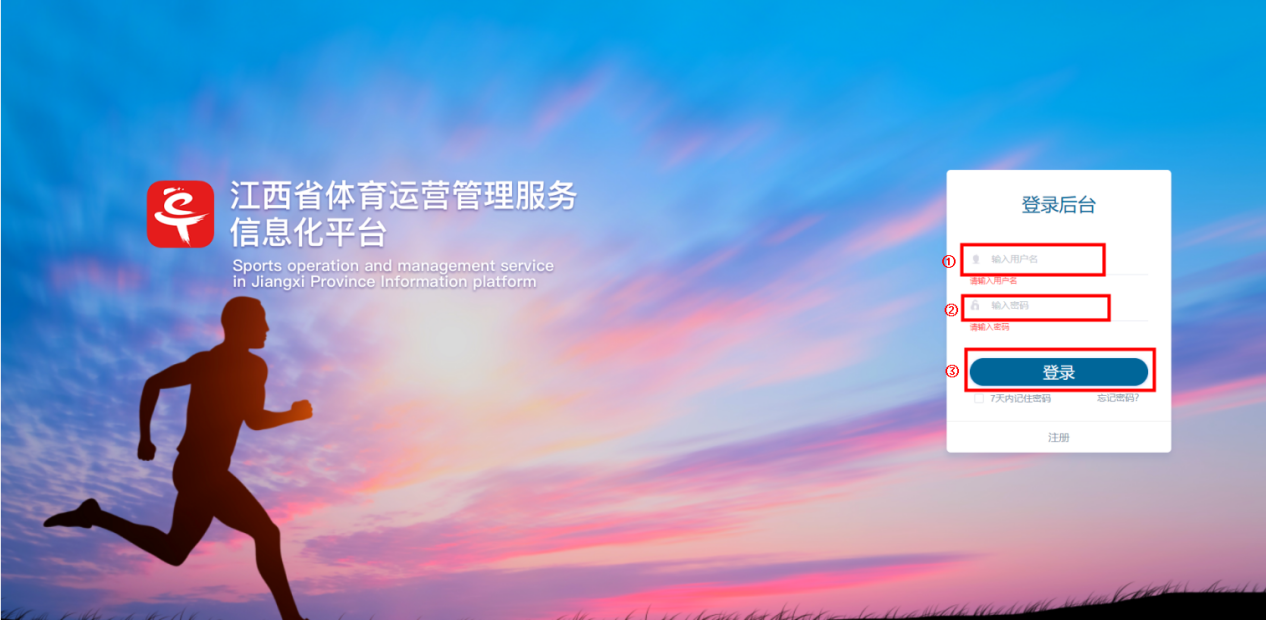 江西省体育运营管理服务
信息化平台
Sports operation and management service
in Jiangxi Province Information platform
登录后台
① 输入用户名
请输入用户名
② 输入密码
请输入密码
③ 登录
7天内记住密码 忘记密码?
注册